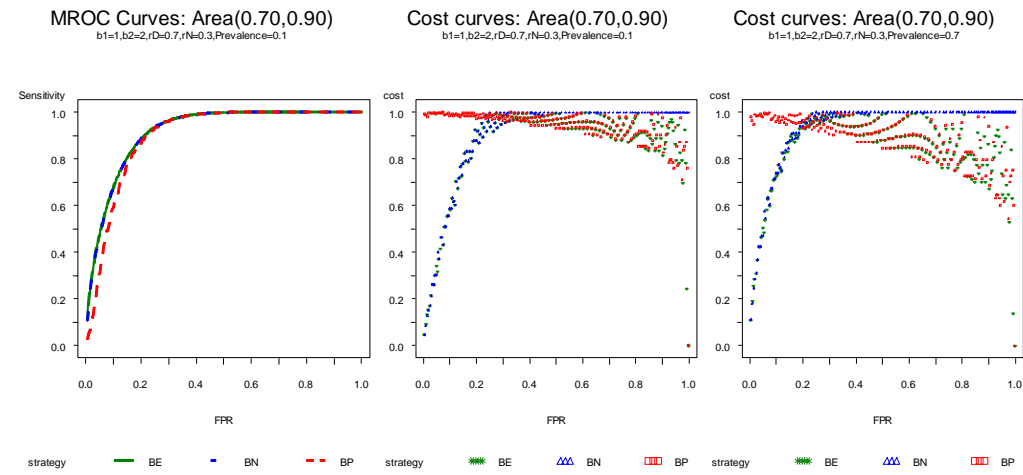 MROC Curves: Area(0.70,0.90)
b1=1,b2=2,rD=0.7,rN=0.3,Prevalence=0.1
Sensitivity
1.0
0.8
0.6
0.4
0.2
0.0
0.0 0.2 0.4 0.6 0.8 1.0
FPR
strategy BE BN BP
Cost curves: Area(0.70,0.90)
b1=1,b2=2,rD=0.7,rN=0.3,Prevalence=0.1
cost
1.0
0.8
0.6
0.4
0.2
0.0
0.0 0.2 0.4 0.6 0.8 1.0
FPR
strategy BE BN BP
Cost curves: Area(0.70,0.90)
b1=1,b2=2,rD=0.7,rN=0.3,Prevalence=0.7
cost
1.0
0.8
0.6
0.4
0.2
0.0
0.0 0.2 0.4 0.6 0.8 1.0
FPR
strategy BE BN BP